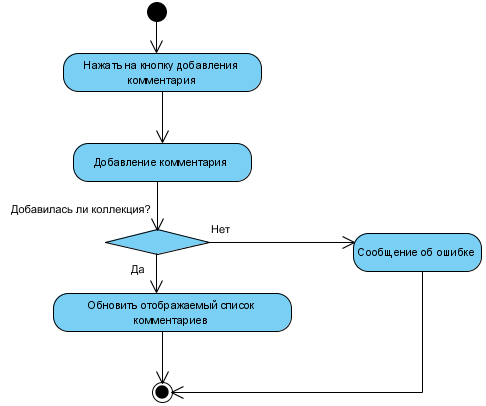 Нажать на кнопку добавления
комментария
Добавление комментария
Добавилась ли коллекция?
Нет
Сообщение об ошибке
Да
Обновить отображаемый список
комментариев